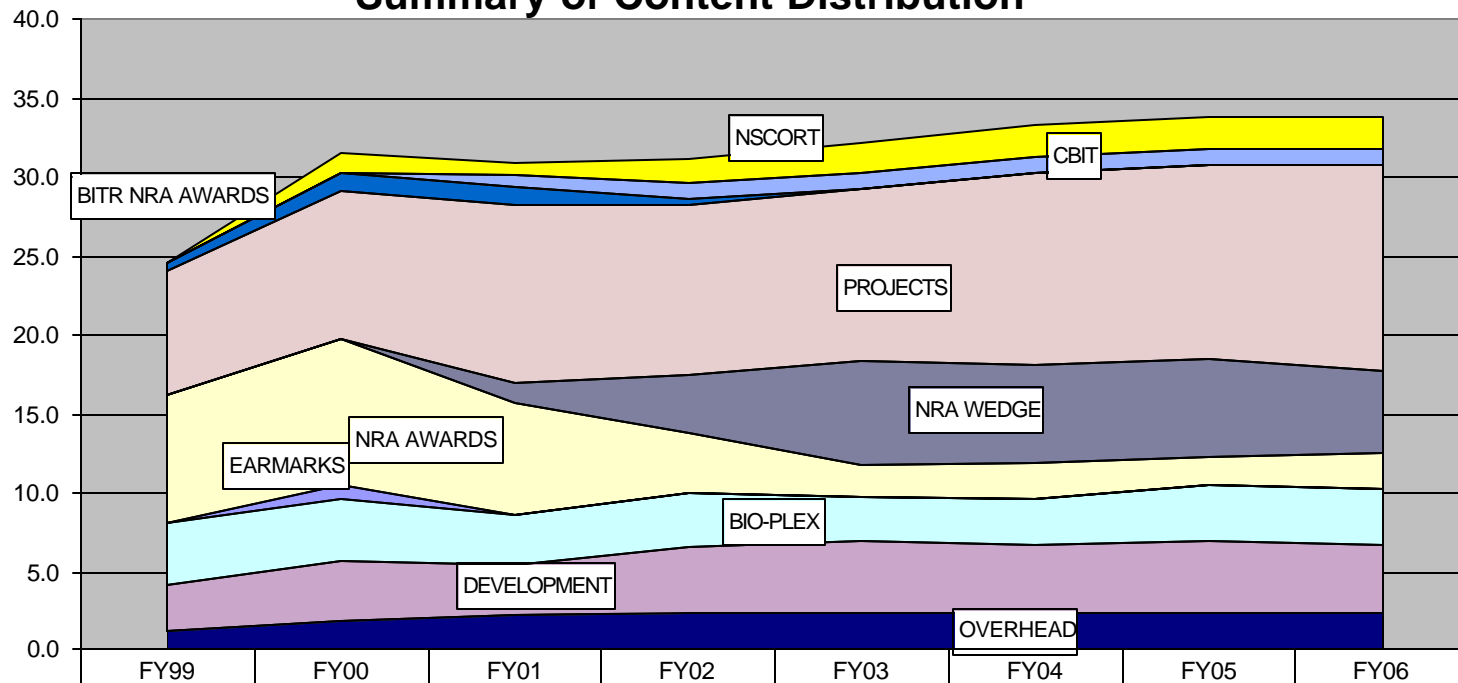 Summary of Content Distribution
40.0
35.0
NSCORT
CBIT
30.0
BITR NRA AWARDS
25.0
PROJECTS
20.0
15.0
NRA WEDGE
NRA AWARDS
EARMARKS
10.0
BIO-PLEX
5.0
DEVELOPMENT
OVERHEAD
0.0
FY99 FY00 FY01 FY02 FY03 FY04 FY05 FY06